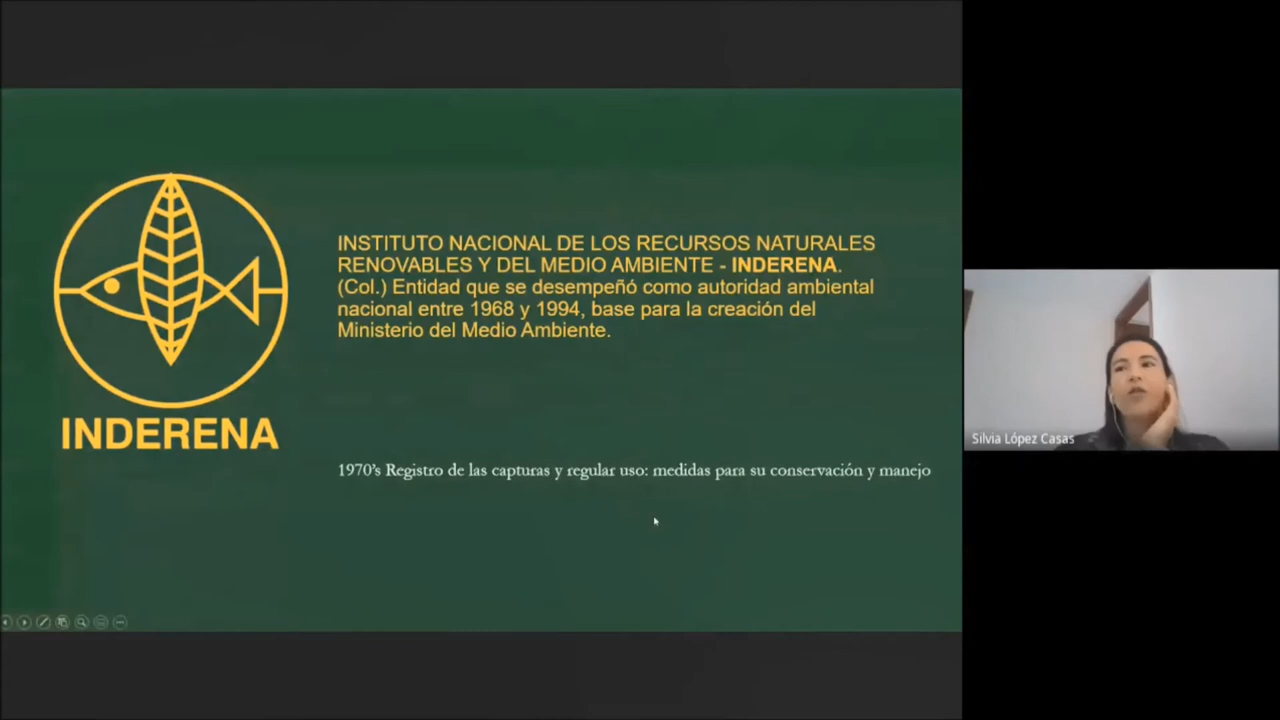 INDERENA
INSTITUTO NACIONAL DE LOS RECURSOS NATURALES
RENOVABLES Y DEL MEDIO AMBIENTE - INDERENA.
(Col.) Entidad que se desempeñó como autoridad ambiental
nacional entre 1968 y 1994, base para la creación del
Ministerio del Medio Ambiente.
1970’s Registro de las capturas y regular uso: medidas para su conservación y manejo
Silvia López Casas